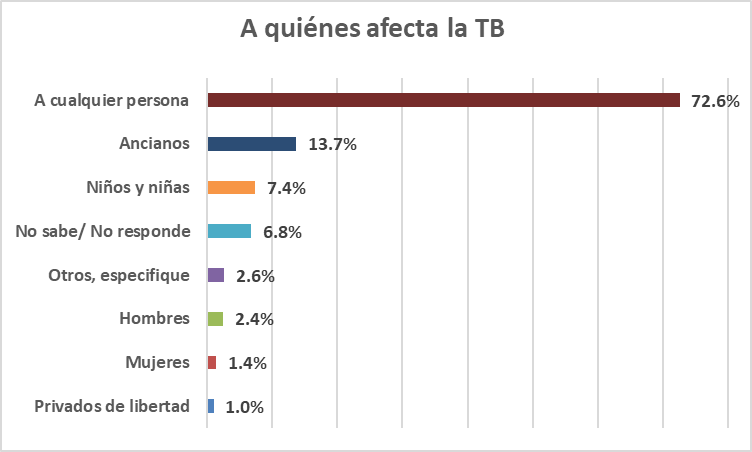 A quiénes afecta la TB
A cualquier persona 72.6%
Ancianos 13.7%
Niños y niñas 7.4%
No sabe/ No responde 6.8%
Otros, especifique 2.6%
Hombres 2.4%
Mujeres 1.4%
Privados de libertad 1.0%